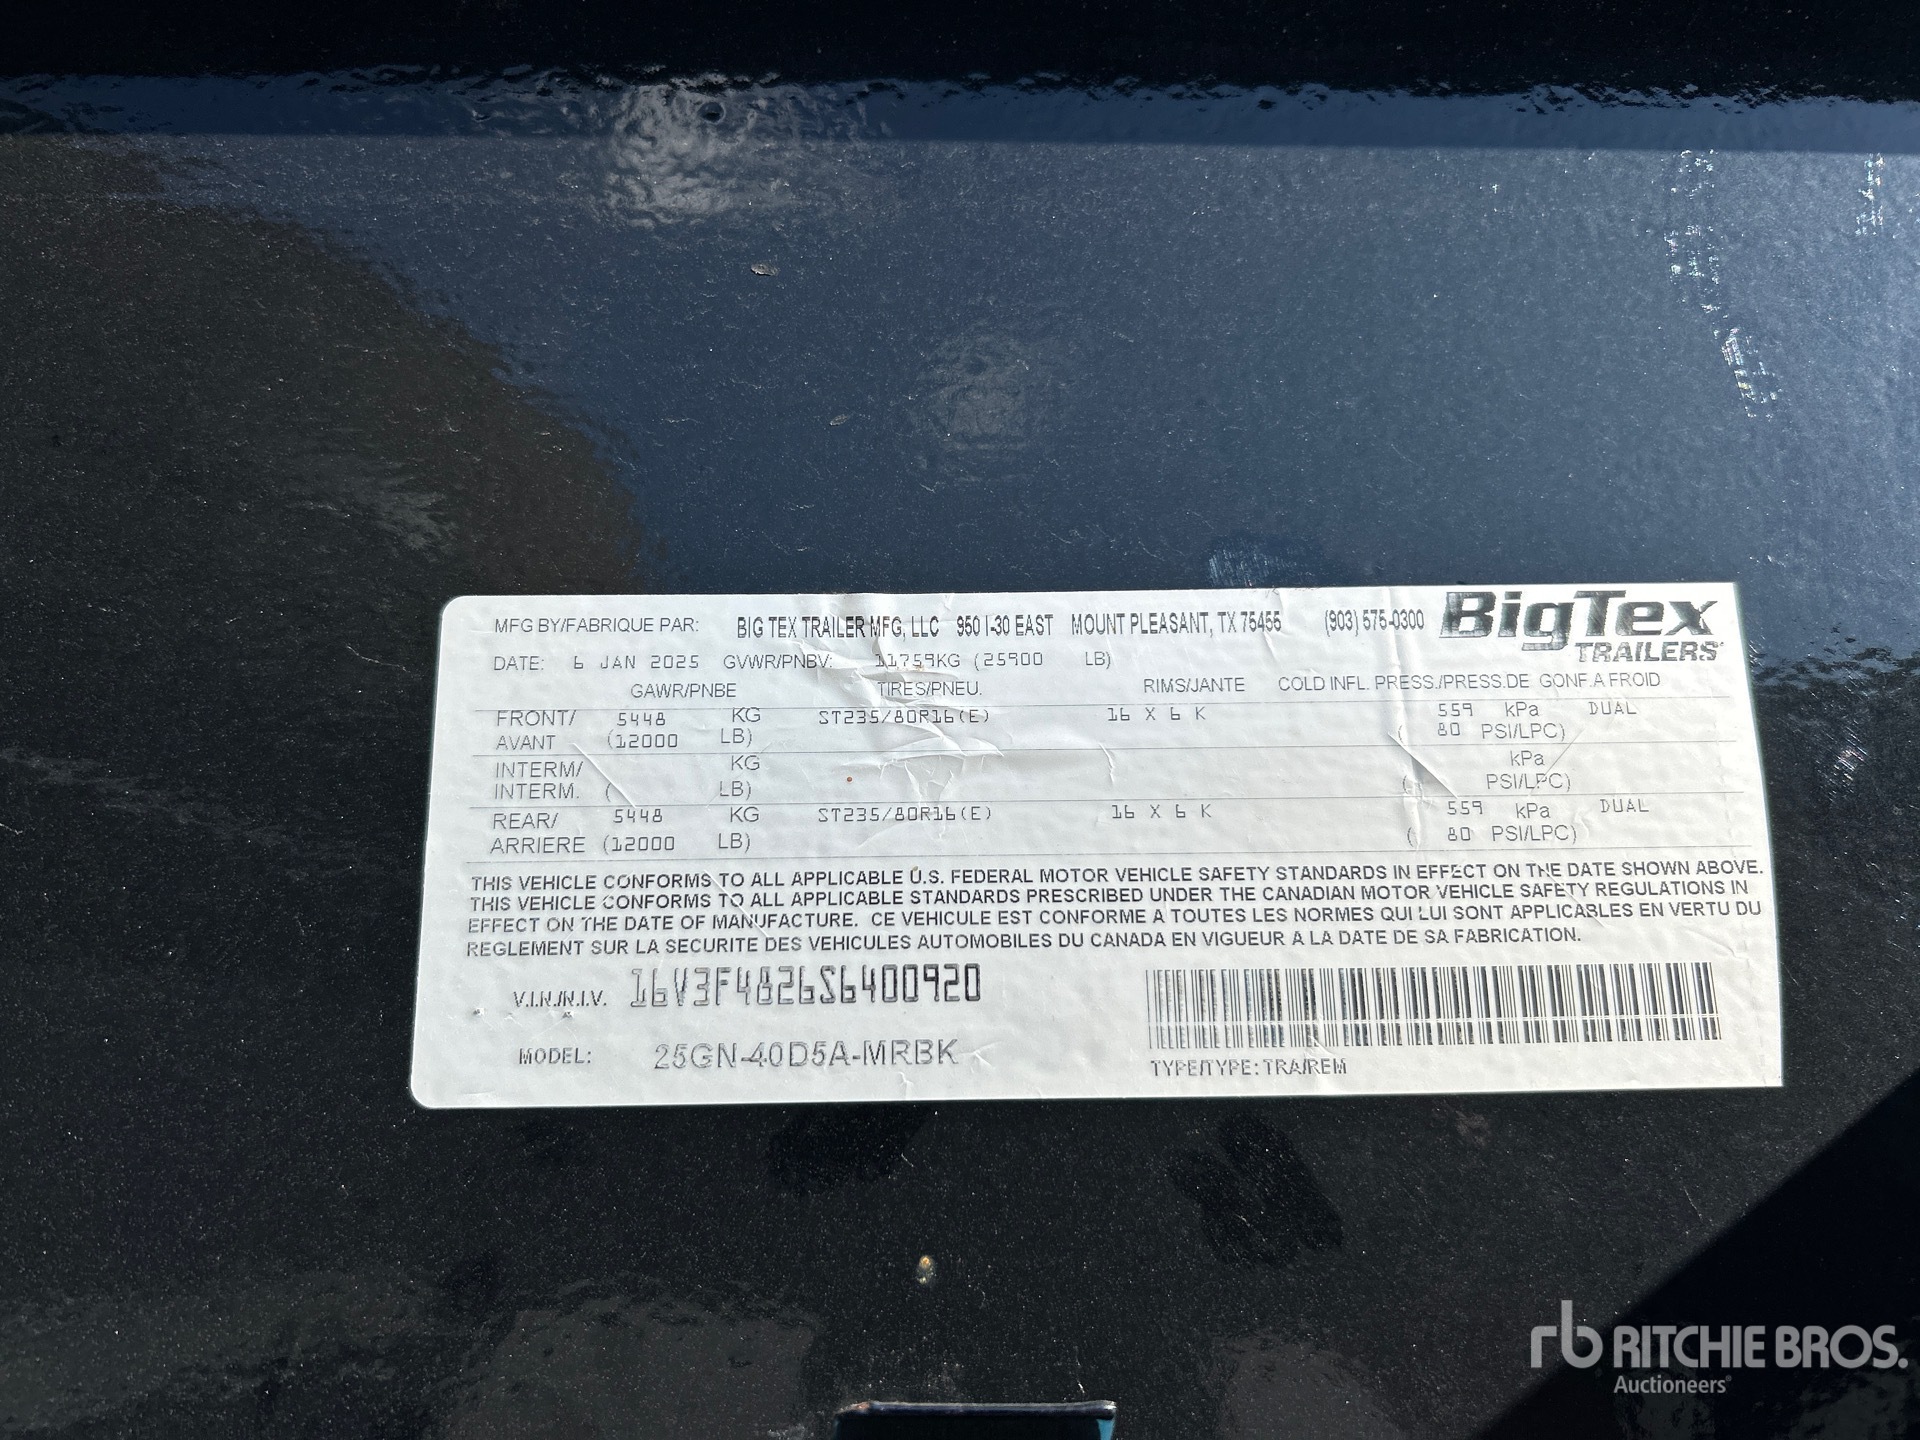 MFG BY/FABRIQUE PAR: BIG TEX TRAILER MFG, LLC 950 I-30 EAST MOUNT PLEASANT, TX 75455 (903) 575-0300 BigTex TRAILERS
DATE: 6 JAN 2025 GVWR/PNBV: 11759KG (25900 LB)
GAWR/PNBE TIRES/PNEU. RIMS/JANTE COLD INFL. PRESS./PRESS.DE GONF.A FROID
FRONT/ 5448 KG ST235/80R16(E) 16 X 6 K 559 kPa DUAL
AVANT (12000 LB) ( 80 PSI/LPC)
INTERM/ KG kPa
INTERM. ( LB) ( PSI/LPC)
REAR/ 5448 KG ST235/80R16(E) 16 X 6 K 559 kPa DUAL
ARRIERE (12000 LB) ( 80 PSI/LPC)
THIS VEHICLE CONFORMS TO ALL APPLICABLE U.S. FEDERAL MOTOR VEHICLE SAFETY STANDARDS IN EFFECT ON THE DATE SHOWN ABOVE.
THIS VEHICLE CONFORMS TO ALL APPLICABLE STANDARDS PRESCRIBED UNDER THE CANADIAN MOTOR VEHICLE SAFETY REGULATIONS IN
EFFECT ON THE DATE OF MANUFACTURE. CE VEHICULE EST CONFORME A TOUTES LES NORMES QUI LUI SONT APPLICABLES EN VERTU DU
REGLEMENT SUR LA SECURITE DES VEHICULES AUTOMOBILES DU CANADA EN VIGUEUR A LA DATE DE SA FABRICATION.
V.I.N./N.I.V. 16V3F4826S6400920
MODEL: 25GN-40D5A-MRBK
TYPE/TYPE: TRA/REM
rb RITCHIE BROS.
Auctioneers